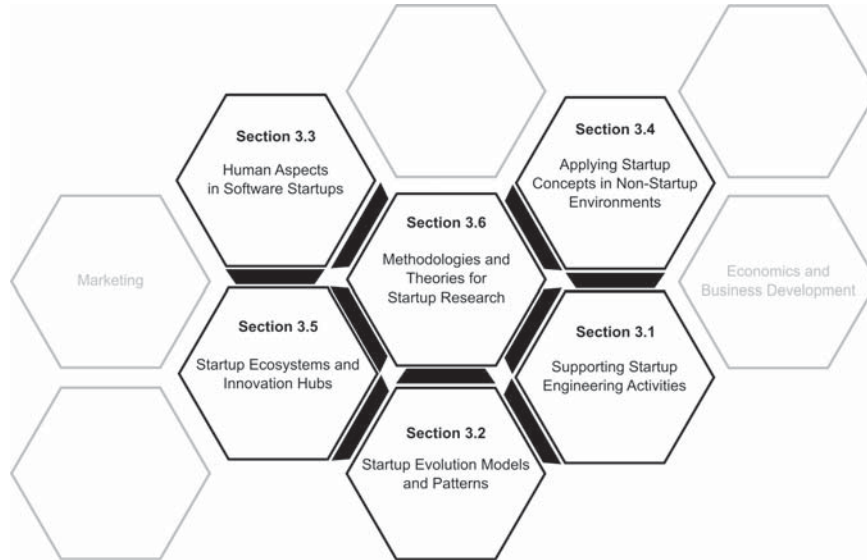 Section 3.3
Human Aspects
in Software Startups
Section 3.4
Applying Startup
Concepts in Non-Startup
Environments
Section 3.6
Methodologies and
Theories for
Startup Research
Marketing
Economics and
Business Development
Section 3.5
Startup Ecosystems and
Innovation Hubs
Section 3.1
Supporting Startup
Engineering Activities
Section 3.2
Startup Evolution Models
and Patterns